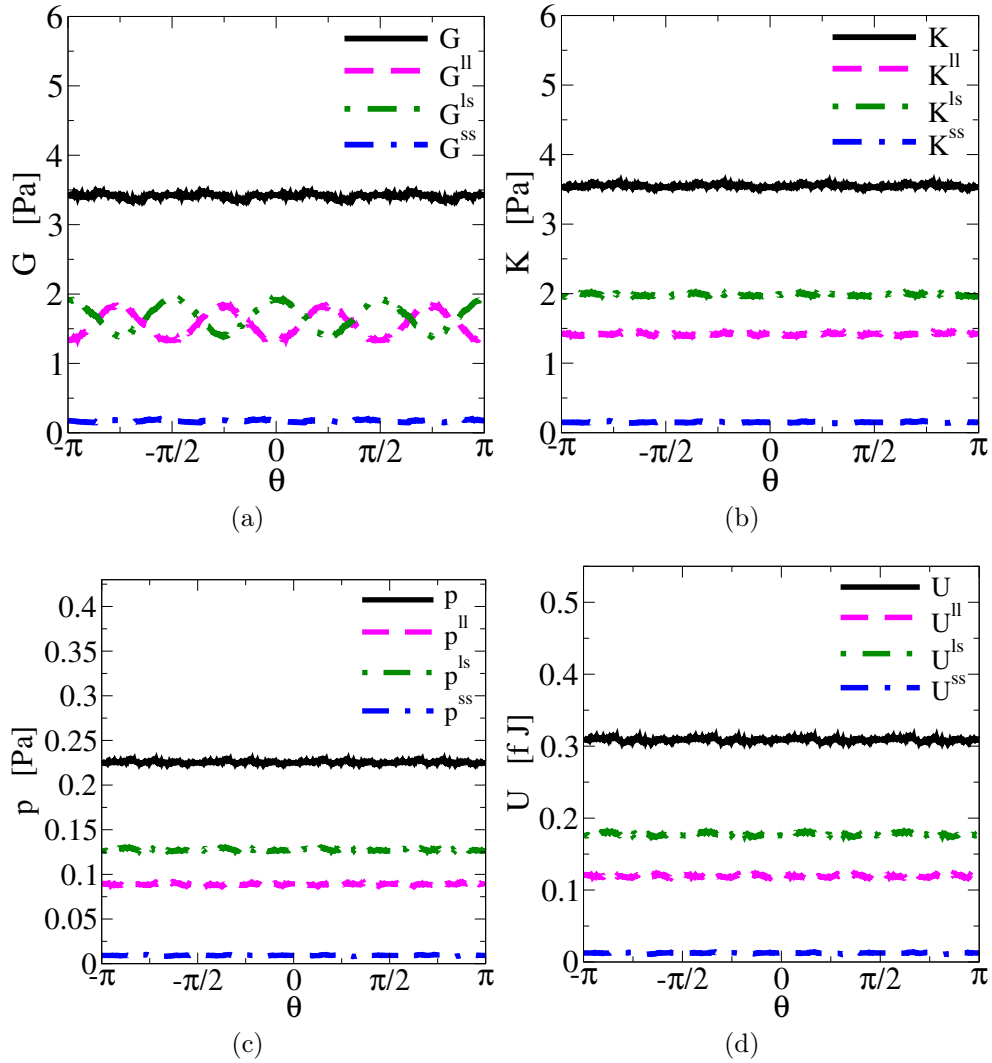 6
5
4
3
2
1
0
G [Pa]
G
G^ll
G^ls
G^ss
-π -π/2 0 π/2 π
θ
(a)
6
5
4
3
2
1
0
K [Pa]
K
K^ll
K^ls
K^ss
-π -π/2 0 π/2 π
θ
(b)
0.4
0.35
0.3
0.25
0.2
0.15
0.1
0.05
0
p [Pa]
p
p^ll
p^ls
p^ss
-π -π/2 0 π/2 π
θ
(c)
0.5
0.4
0.3
0.2
0.1
0
U [f J]
U
U^ll
U^ls
U^ss
-π -π/2 0 π/2 π
θ
(d)